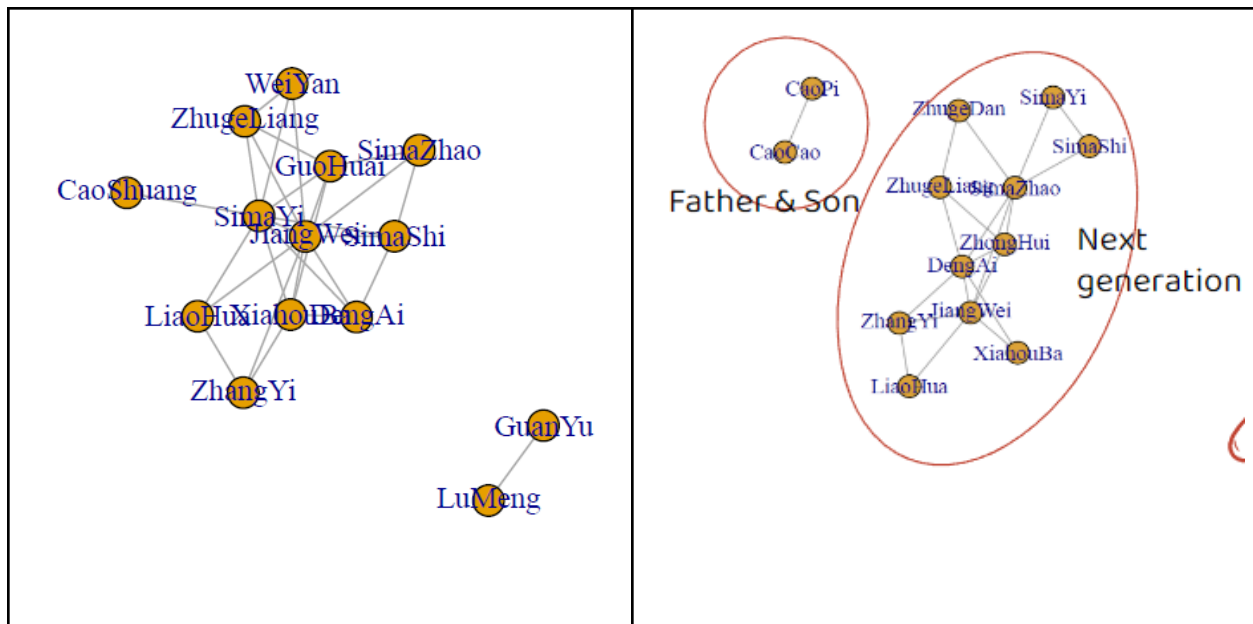 WeiYan
ZhugeLiang
SimaZhao
GuoHuai
CaoShuang
SimaYi
JiangWei
SimaShi
LiaoHua
XiahouBa
DengAi
ZhangYi
GuanYu
LuMeng
CaoPi
CaoCao
Father & Son
ZhugeDan
SimaYi
SimaShi
ZhugeLiang
SimaZhao
ZhongHui
DengAi
Next
generation
JiangWei
ZhangYi
XiahouBa
LiaoHua